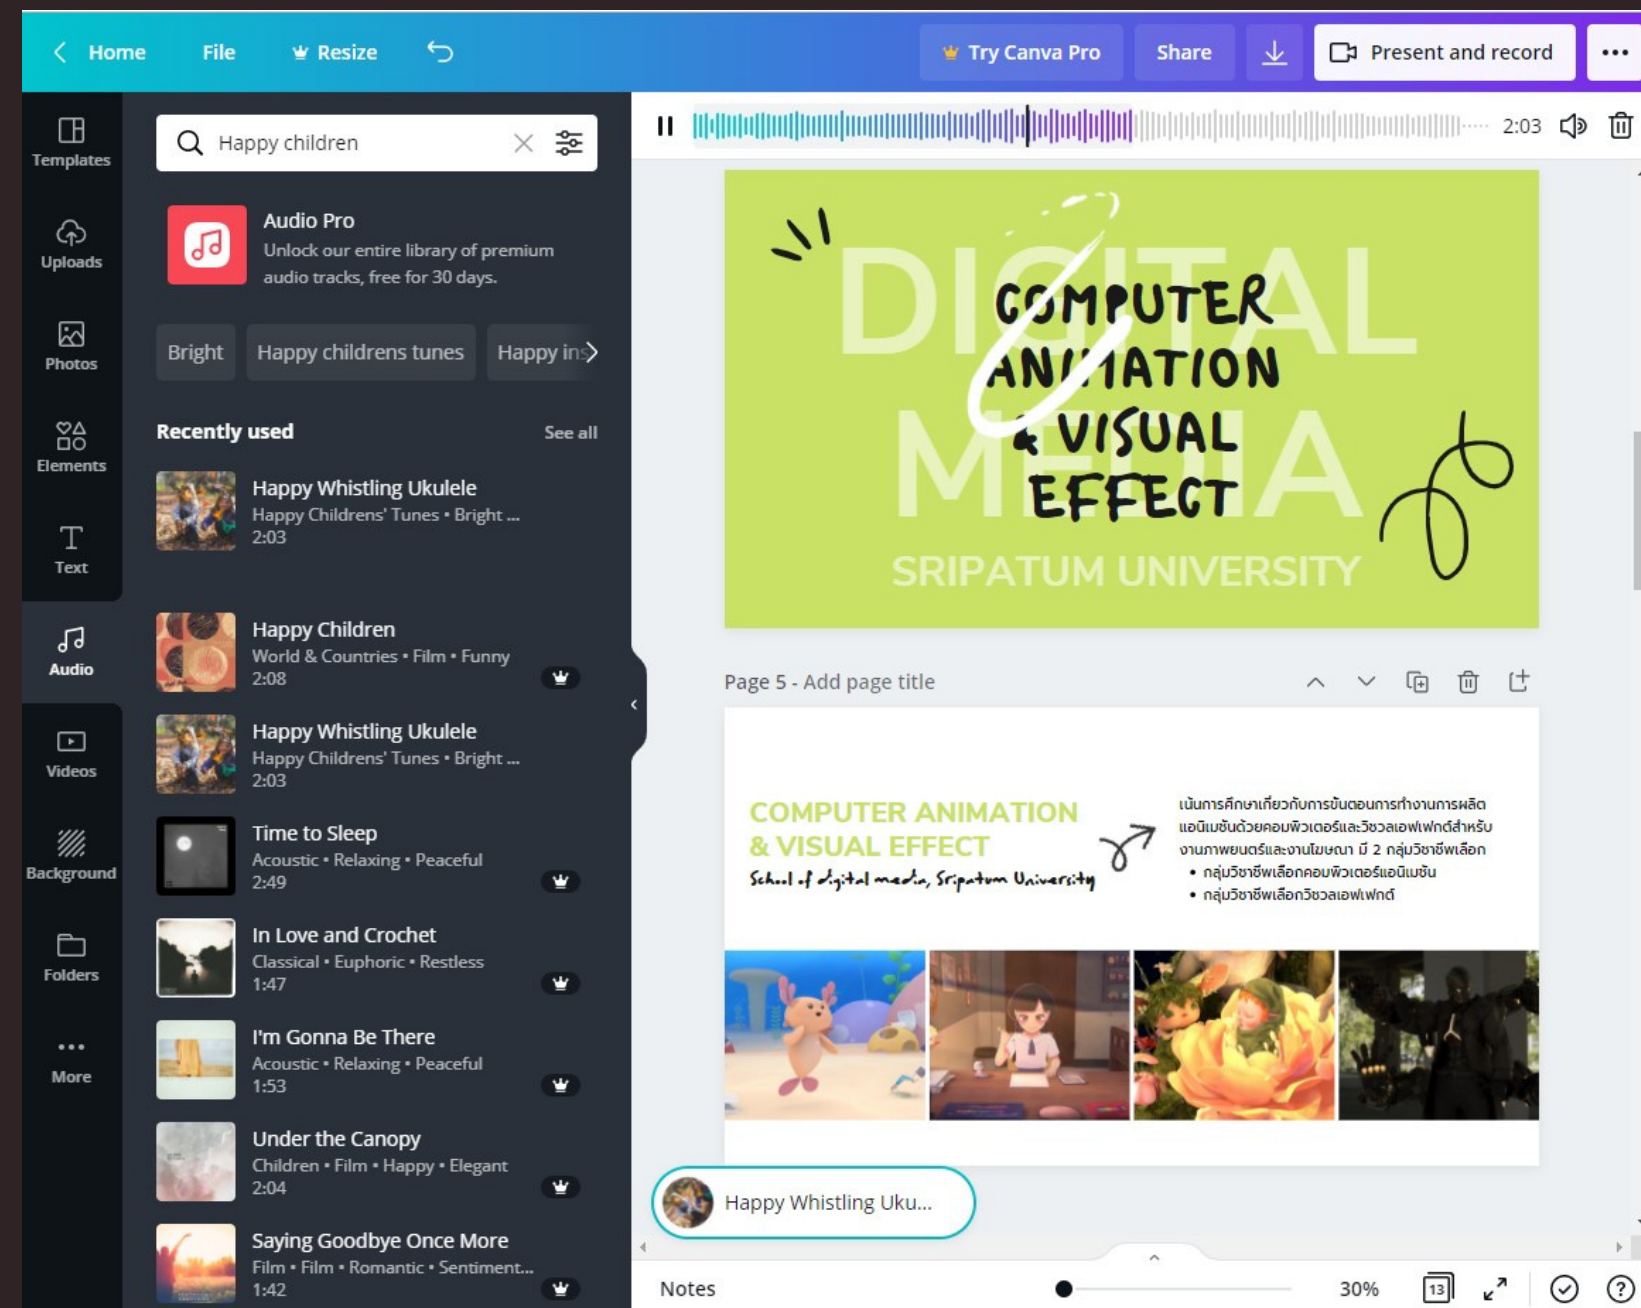 Home File Resize Try Canva Pro Share Present and record
Templates
Uploads
Photos
Elements
Text
Audio
Videos
Background
Folders
More
Happy children
Audio Pro
Unlock our entire library of premium
audio tracks, free for 30 days.
Bright Happy childrens tunes Happy ins
Recently used See all
Happy Whistling Ukulele
Happy Childrens' Tunes • Bright ...
2:03
Happy Children
World & Countries • Film • Funny
2:08
Happy Whistling Ukulele
Happy Childrens' Tunes • Bright ...
2:03
Time to Sleep
Acoustic • Relaxing • Peaceful
2:49
In Love and Crochet
Classical • Euphoric • Restless
1:47
I'm Gonna Be There
Acoustic • Relaxing • Peaceful
1:53
Under the Canopy
Children • Film • Happy • Elegant
2:04
Saying Goodbye Once More
Film • Film • Romantic • Sentiment...
1:42
2:03
DIGITAL
MEDIA
COMPUTER
ANIMATION
& VISUAL
EFFECT
SRIPATUM UNIVERSITY
Page 5 - Add page title
COMPUTER ANIMATION
& VISUAL EFFECT
School of digital media, Sripatum University
เน้นการศึกษาเกี่ยวกับการขั้นตอนการทำงานการผลิต
แอนิเมชันด้วยคอมพิวเตอร์และวิชวลเอฟเฟกต์สำหรับ
งานภาพยนตร์และงานโฆษณา มี 2 กลุ่มวิชาชีพเลือก
• กลุ่มวิชาชีพเลือกคอมพิวเตอร์แอนิเมชัน
• กลุ่มวิชาชีพเลือกวิชวลเอฟเฟกต์
Happy Whistling Uku...
Notes 30% 13